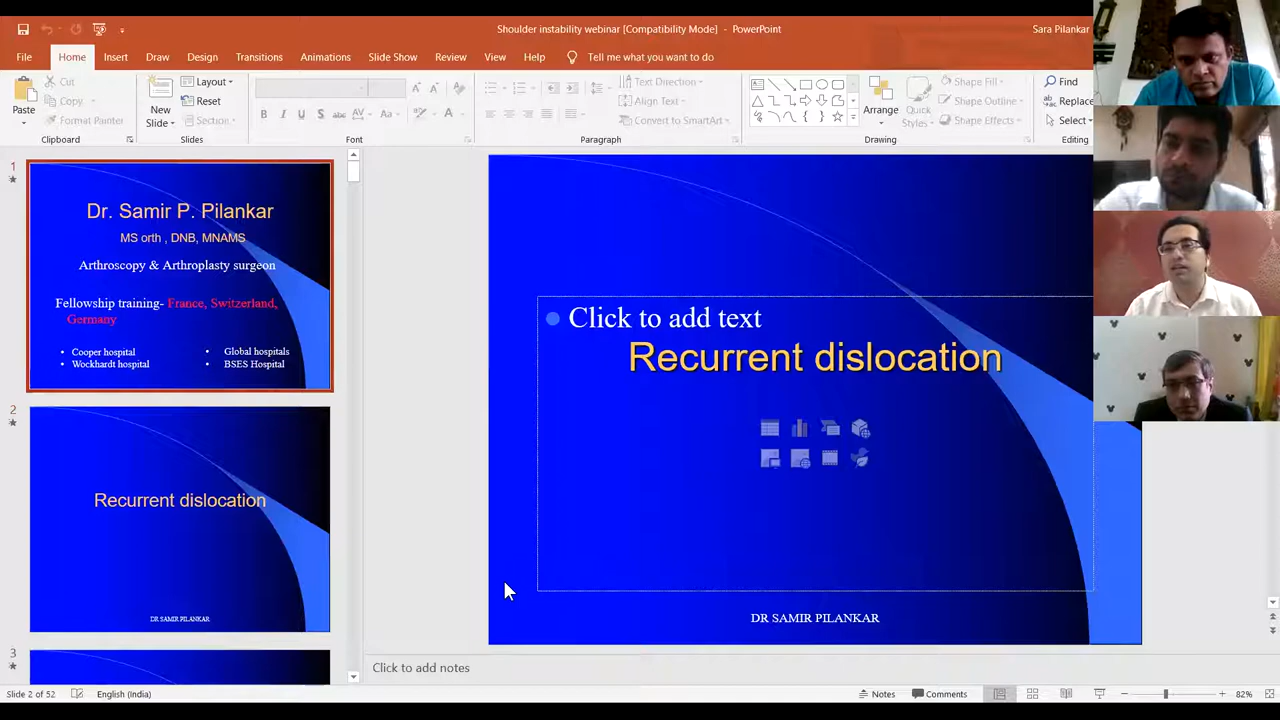 Shoulder instability webinar [Compatibility Mode] - PowerPoint
Sara Pilankar
File Home Insert Draw Design Transitions Animations Slide Show Review View Help Tell me what you want to do
Paste
Cut
Copy
Format Painter
Clipboard
New
Slide
Layout
Reset
Section
Slides
Font
Text Direction
Align Text
Convert to SmartArt
Paragraph
Arrange
Quick
Styles
Shape Fill
Shape Outline
Shape Effects
Drawing
Find
Replace
Select
Editing
1
Dr. Samir P. Pilankar
MS orth , DNB, MNAMS
Arthroscopy & Arthroplasty surgeon
Fellowship training- France, Switzerland,
Germany
• Cooper hospital
• Wockhardt hospital
• Global hospitals
BSES Hospital
2
Recurrent dislocation
DR SAMIR PILANKAR
3
Click to add text
Recurrent dislocation
DR SAMIR PILANKAR
Click to add notes
Slide 2 of 52 English (India) Notes Comments 82%